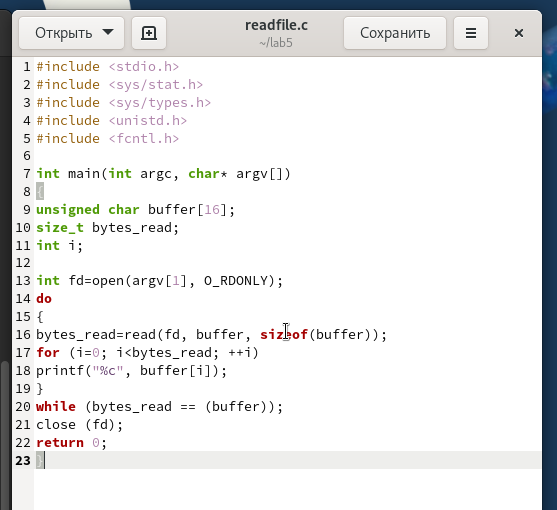 Открыть
readfile.c
~/lab5
Сохранить
1 #include <stdio.h>
2 #include <sys/stat.h>
3 #include <sys/types.h>
4 #include <unistd.h>
5 #include <fcntl.h>
6
7 int main(int argc, char* argv[])
8 {
9 unsigned char buffer[16];
10 size_t bytes_read;
11 int i;
12
13 int fd=open(argv[1], O_RDONLY);
14 do
15 {
16 bytes_read=read(fd, buffer, sizeof(buffer));
17 for (i=0; i<bytes_read; ++i)
18 printf("%c", buffer[i]);
19 }
20 while (bytes_read == (buffer));
21 close (fd);
22 return 0;
23 }